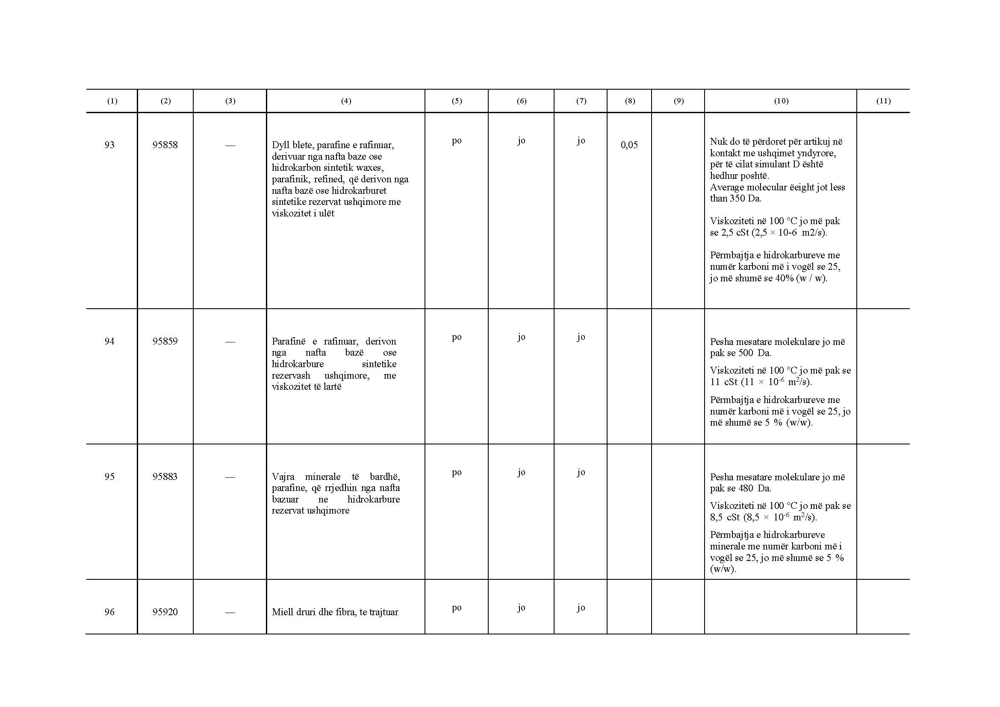 (1) (2) (3) (4) (5) (6) (7) (8) (9) (10) (11)
93 95858 — Dyll blete, parafine e rafinuar,
derivuar nga nafta baze ose
hidrokarbon sintetik waxes,
parafinik, refined, që derivon nga
nafta bazë ose hidrokarburet
sintetike rezervat ushqimore me
viskozitet i ulët
po jo jo 0,05
Nuk do të përdoret për artikuj në
kontakt me ushqimet yndyrore,
për të cilat simulant D është
hedhur poshtë.
Average molecular ëeight jot less
than 350 Da.
Viskoziteti në 100 °C jo më pak
se 2,5 cSt (2,5 × 10-6 m2/s).
Përmbajtja e hidrokarbureve me
numër karboni më i vogël se 25,
jo më shumë se 40% (w / w).
94 95859 — Parafinë e rafinuar, derivon
nga nafta bazë ose
hidrokarbure sintetike
rezervash ushqimore, me
viskozitet të lartë
po jo jo
Pesha mesatare molekulare jo më
pak se 500 Da.
Viskoziteti në 100 °C jo më pak se
11 cSt (11 × 10⁻⁶ m²/s).
Përmbajtja e hidrokarbureve me
numër karboni më i vogël se 25, jo
më shumë se 5 % (w/w).
95 95883 — Vajra minerale të bardhë,
parafine, që rrjedhin nga nafta
bazuar ne hidrokarbure
rezervat ushqimore
po jo jo
Pesha mesatare molekulare jo më
pak se 480 Da.
Viskoziteti në 100 °C jo më pak se
8,5 cSt (8,5 × 10⁻⁶ m²/s).
Përmbajtja e hidrokarbureve
minerale me numër karboni më i
vogël se 25, jo më shumë se 5 %
(w/w).
96 95920 — Miell druri dhe fibra, te trajtuar po jo jo